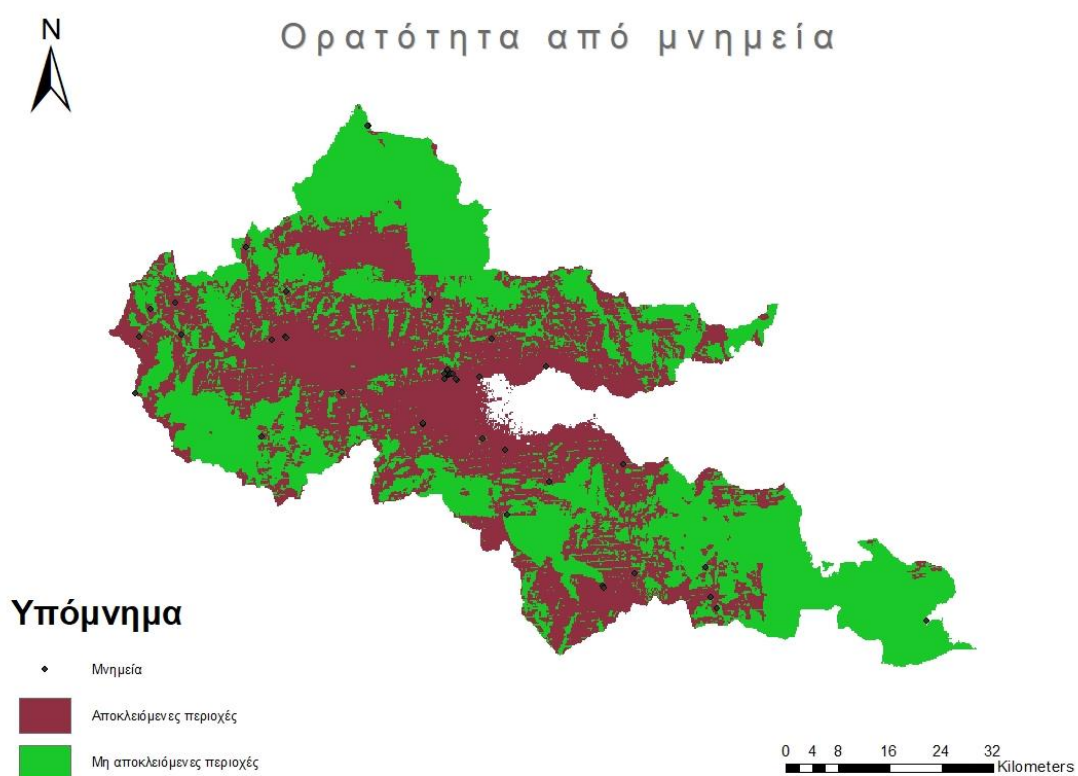 N
Ορατότητα από μνημεία
Υπόμνημα
Μνημεία
Αποκλειόμενες περιοχές
Μη αποκλειόμενες περιοχές
0 4 8 16 24 32
Kilometers